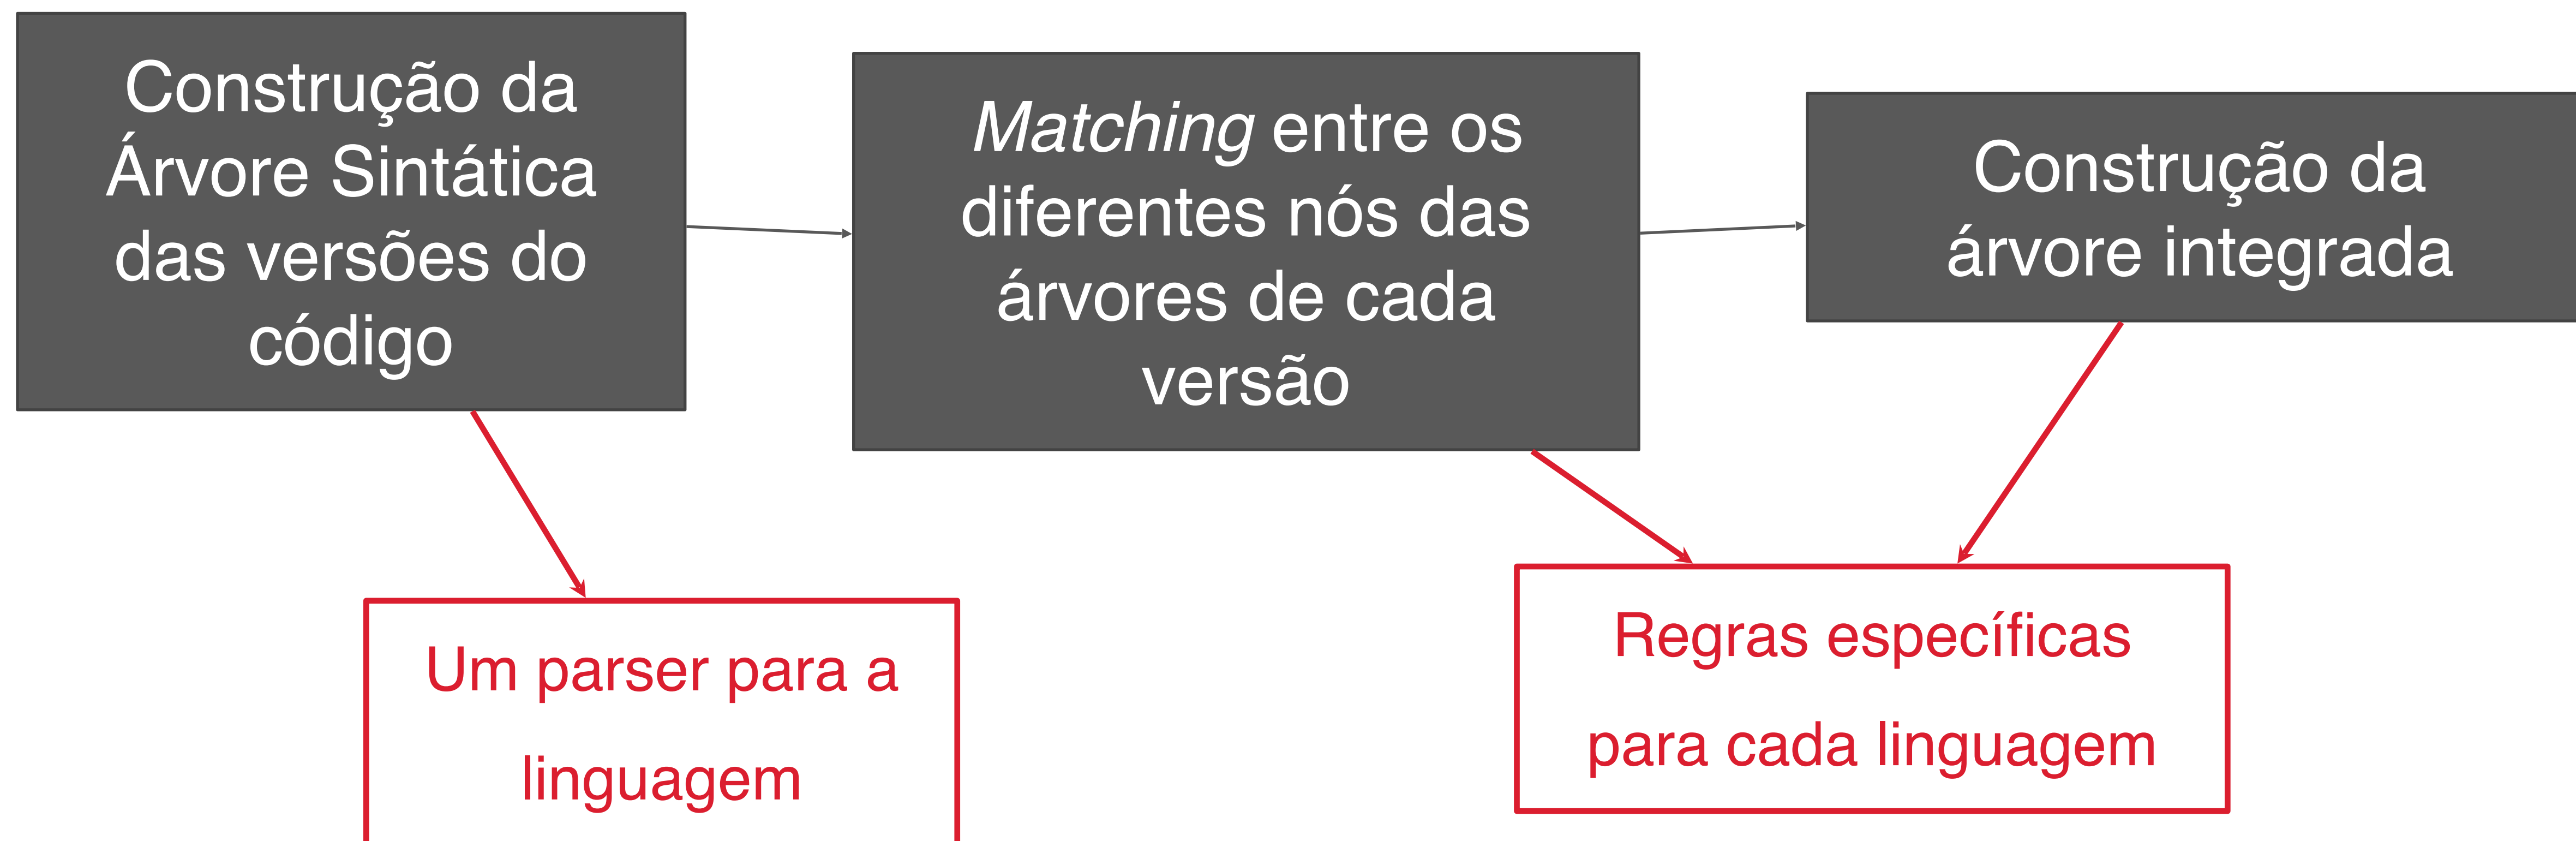 Construção da
Árvore Sintática
das versões do
código
Matching entre os
diferentes nós das
árvores de cada
versão
Construção da
árvore integrada
Um parser para a
linguagem
Regras específicas
para cada linguagem